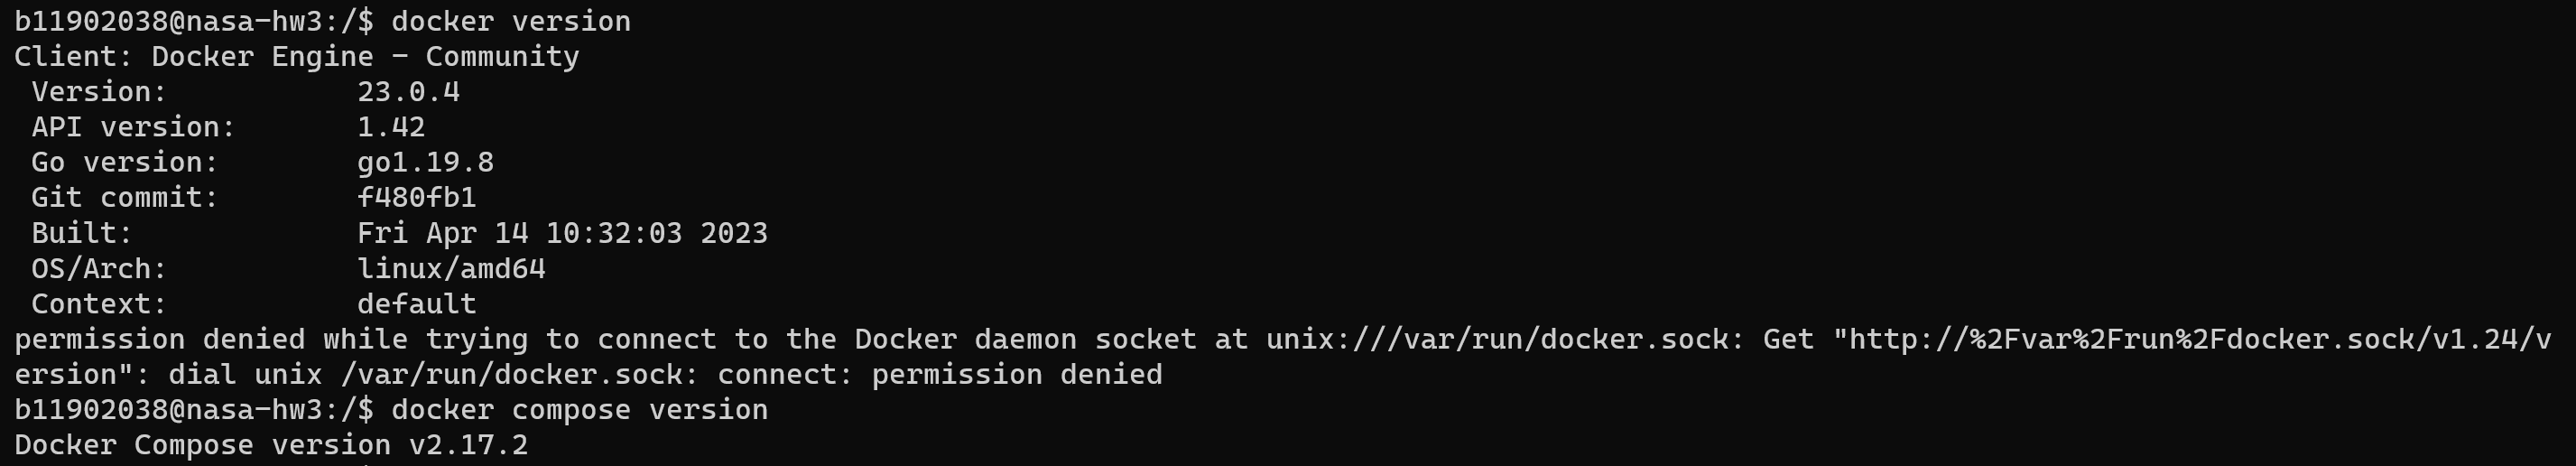 b11902038@nasa-hw3:/$ docker version
Client: Docker Engine - Community
 Version:           23.0.4
 API version:       1.42
 Go version:        go1.19.8
 Git commit:        f480fb1
 Built:             Fri Apr 14 10:32:03 2023
 OS/Arch:           linux/amd64
 Context:           default
permission denied while trying to connect to the Docker daemon socket at unix:///var/run/docker.sock: Get "http://%2Fvar%2Frun%2Fdocker.sock/v1.24/v
ersion": dial unix /var/run/docker.sock: connect: permission denied
b11902038@nasa-hw3:/$ docker compose version
Docker Compose version v2.17.2